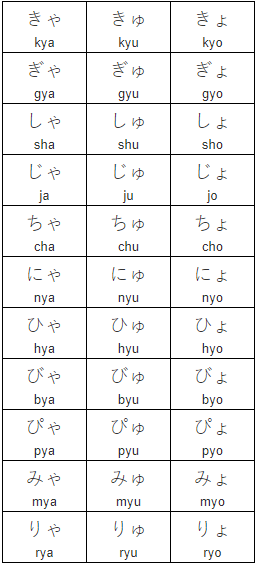 きゃ きゅ きょ
kya kyu kyo
ぎゃ ぎゅ ぎょ
gya gyu gyo
しゃ しゅ しょ
sha shu sho
じゃ じゅ じょ
ja ju jo
ちゃ ちゅ ちょ
cha chu cho
にゃ にゅ にょ
nya nyu nyo
ひゃ ひゅ ひょ
hya hyu hyo
びゃ びゅ びょ
bya byu byo
ぴゃ ぴゅ ぴょ
pya pyu pyo
みゃ みゅ みょ
mya myu myo
りゃ りゅ りょ
rya ryu ryo